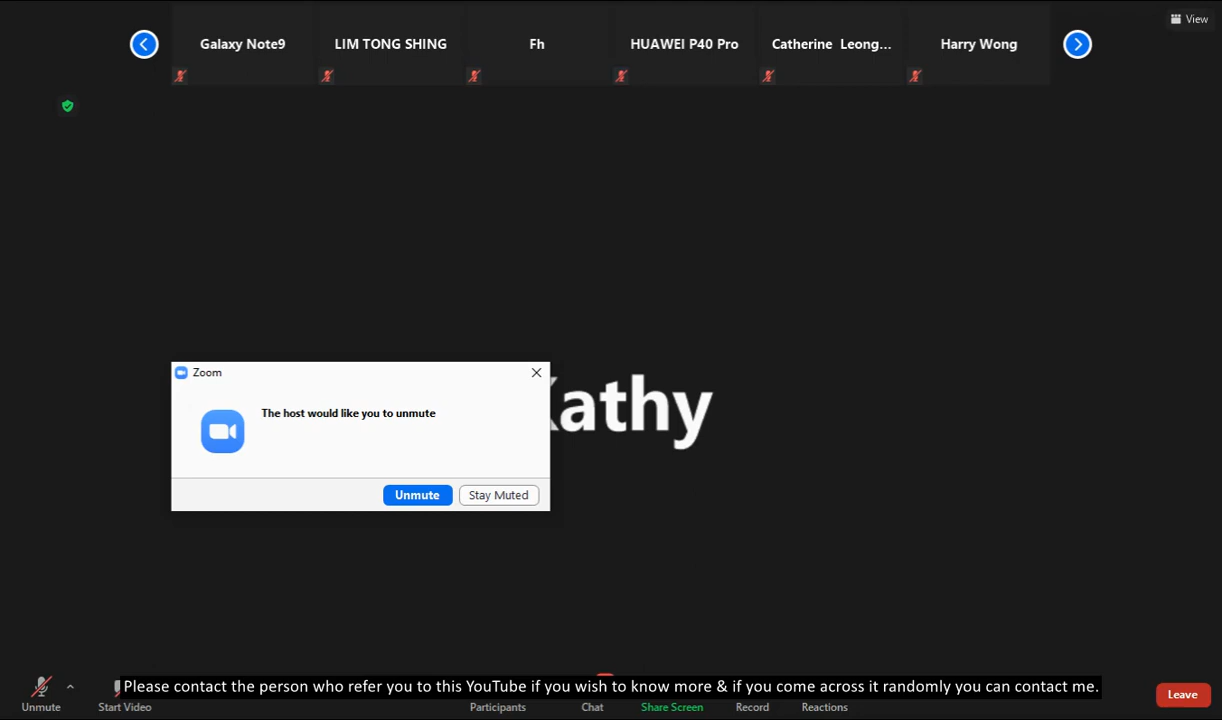 View
Galaxy Note9
LIM TONG SHING
Fh
HUAWEI P40 Pro
Catherine Leong...
Harry Wong
Zoom
The host would like you to unmute
Unmute
Stay Muted
athy
Please contact the person who refer you to this YouTube if you wish to know more & if you come across it randomly you can contact me.
Unmute
Start Video
Participants
Chat
Share Screen
Record
Reactions
Leave